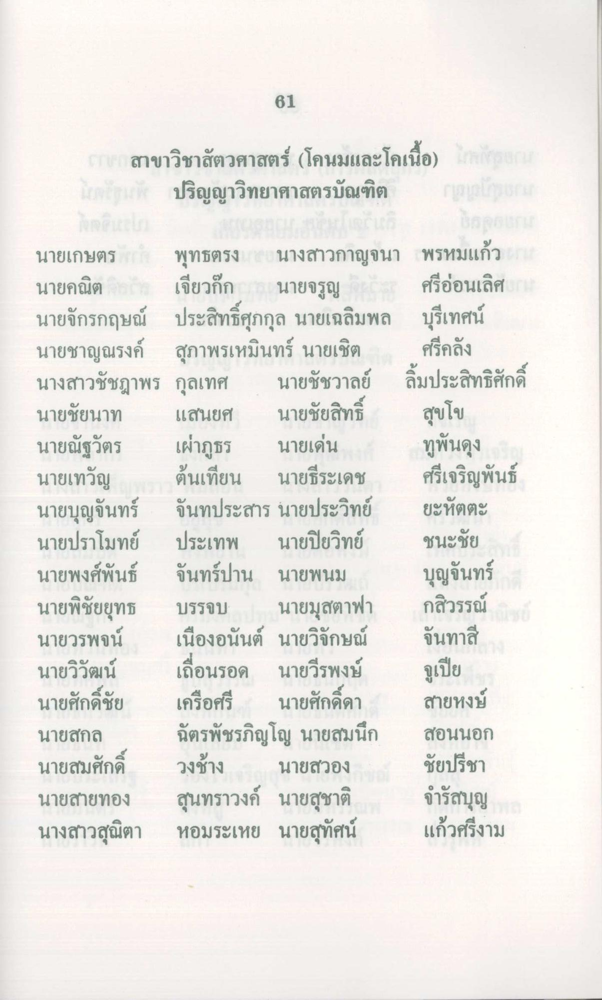 61
สาขาวิชาสัตวศาสตร์ (โคนมและโคเนื้อ)
ปริญญาวิทยาศาสตรบัณฑิต
นายเกษตร พุทธตรง นางสาวกาญจนา พรหมแก้ว
นายคณิต เจียวก๊ก นายจรูญ ศรีอ่อนเลิศ
นายจักรกฤษณ์ ประสิทธิ์ศุภกุล นายเฉลิมพล บุรีเทศน์
นายชาญณรงค์ สุภาพรเหมินทร์ นายเชิต ศรีคลัง
นางสาวชัชฎาพร กุลเทศ นายชัชวาลย์ ลิ้มประสิทธิศักดิ์
นายชัยนาท แสนยศ นายชัยสิทธิ์ สุขโข
นายณัฐวัตร เผ่าภูธร นายเด่น ทูพันดุง
นายเทวัญ ต้นเทียน นายธีระเดช ศรีเจริญพันธ์
นายบุญจันทร์ จันทประสาร นายประวิทย์ ยะหัตตะ
นายปราโมทย์ ประเทพ นายปิยวิทย์ ชนะชัย
นายพงศ์พันธ์ จันทร์ปาน นายพนม บุญจันทร์
นายพิชัยยุทธ บรรจบ นายมุสตาฟา กสิวรรณ์
นายวรพจน์ เนืองอนันต์ นายวิจักษณ์ จันทาสี
นายวิวัฒน์ เถื่อนรอด นายวีรพงษ์ จูเปีย
นายศักดิ์ชัย เครือศรี นายศักดิ์ดา สายหงษ์
นายสกล ฉัตรพัชรภิญโญ นายสมนึก สอนนอก
นายสมศักดิ์ วงช้าง นายสวอง ชัยปรีชา
นายสายทอง สุนทราวงค์ นายสุชาติ จำรัสบุญ
นางสาวสุณิตา หอมระเหย นายสุทัศน์ แก้วศรีงาม